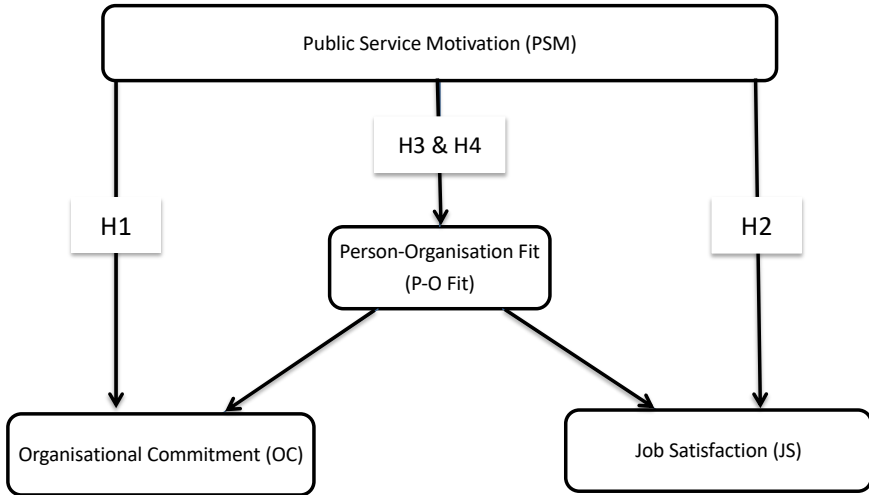 Public Service Motivation (PSM)
H3 & H4
H1
H2
Person-Organisation Fit
(P-O Fit)
Organisational Commitment (OC)
Job Satisfaction (JS)